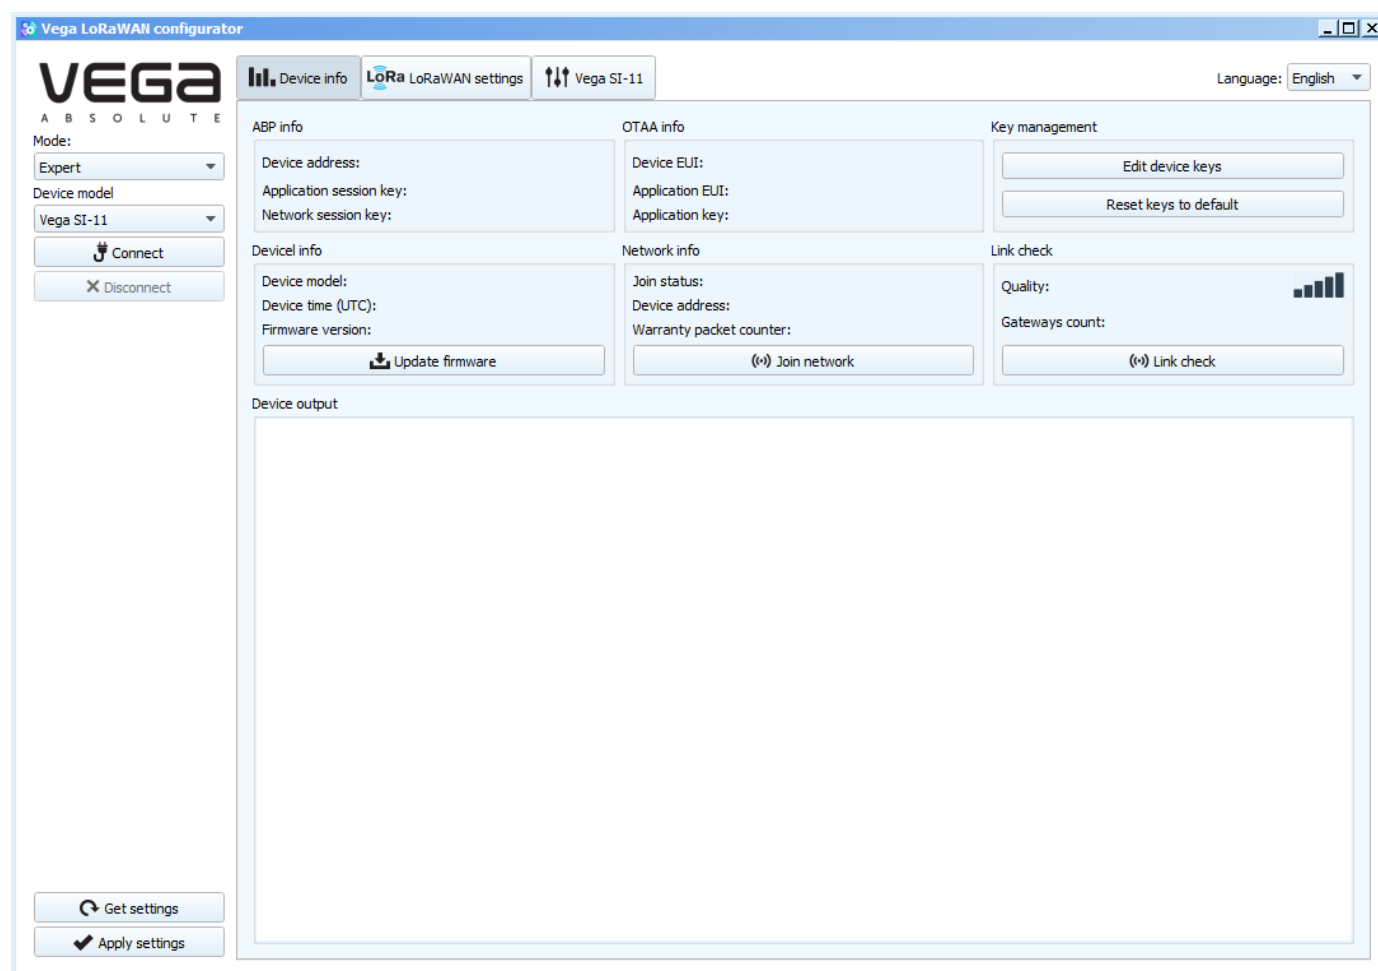 Vega LoRaWAN configurator
VEGA
ABSOLUTE
Mode:
Expert
Device model
Vega SI-11
Connect
Disconnect
Get settings
Apply settings
Device info
LoRa LoRaWAN settings
Vega SI-11
Language: English
ABP info
Device address:
Application session key:
Network session key:
OTAA info
Device EUI:
Application EUI:
Application key:
Key management
Edit device keys
Reset keys to default
Devicel info
Device model:
Device time (UTC):
Firmware version:
Update firmware
Network info
Join status:
Device address:
Warranty packet counter:
Join network
Link check
Quality:
Gateways count:
Link check
Device output